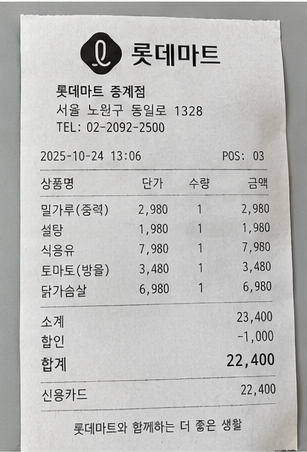 롯데마트
롯데마트 중계점
서울 노원구 동일로 1328
TEL: 02-2092-2500
2025-10-24 13:06 POS: 03
상품명 단가 수량 금액
밀가루(중력) 2,980 1 2,980
설탕 1,980 1 1,980
식용유 7,980 1 7,980
토마토(방울) 3,480 1 3,480
닭가슴살 6,980 1 6,980
소계 23,400
할인 -1,000
합계 22,400
신용카드 22,400
롯데마트와 함께하는 더 좋은 생활